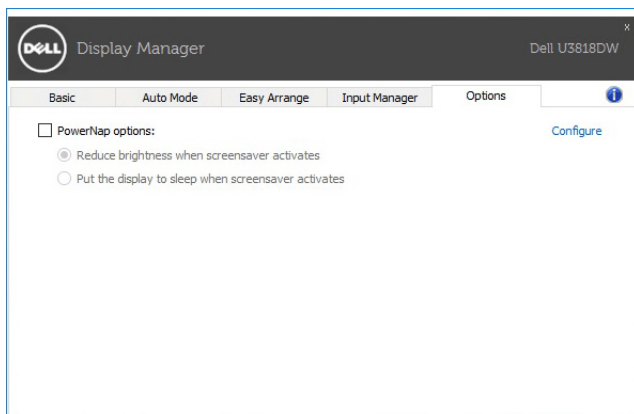 x
DELL Display Manager Dell U3818DW
Basic Auto Mode Easy Arrange Input Manager Options i
PowerNap options: Configure
Reduce brightness when screensaver activates
Put the display to sleep when screensaver activates